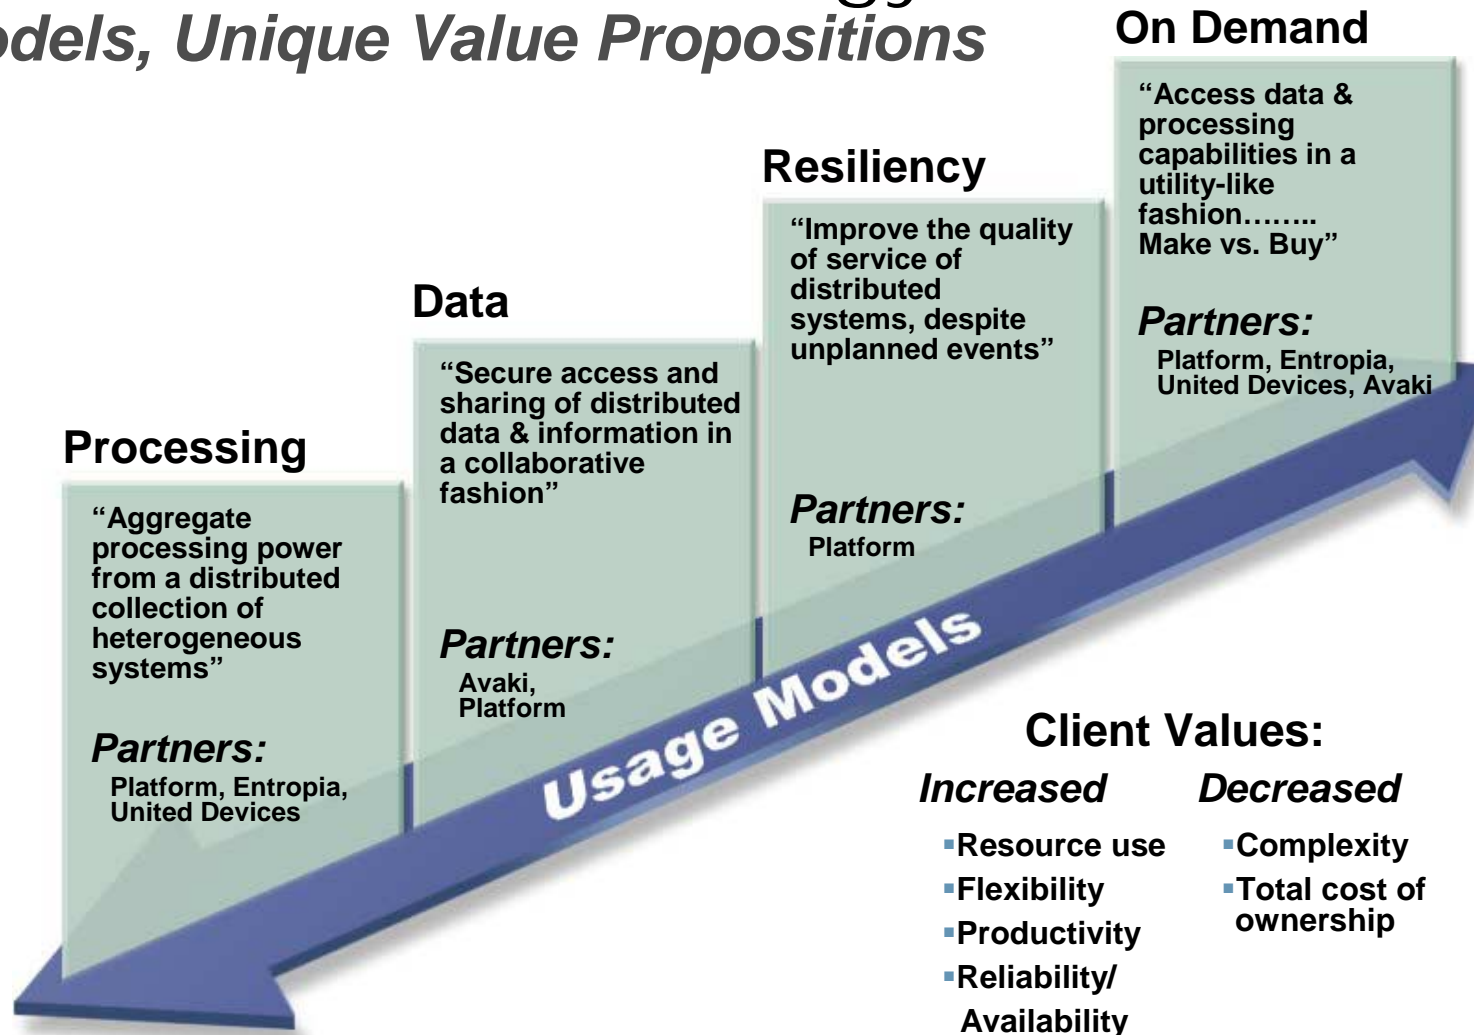 odels, Unique Value Propositions
On Demand
“Access data &
processing
capabilities in a
utility-like
fashion……..
Make vs. Buy”
Partners:
Platform, Entropia,
United Devices, Avaki
Resiliency
“Improve the quality
of service of
distributed
systems, despite
unplanned events”
Partners:
Platform
Data
“Secure access and
sharing of distributed
data & information in
a collaborative
fashion”
Partners:
Avaki,
Platform
Processing
“Aggregate
processing power
from a distributed
collection of
heterogeneous
systems”
Partners:
Platform, Entropia,
United Devices
Usage Models
Client Values:
Increased
▪Resource use
▪Flexibility
▪Productivity
▪Reliability/
Availability
Decreased
▪Complexity
▪Total cost of
ownership